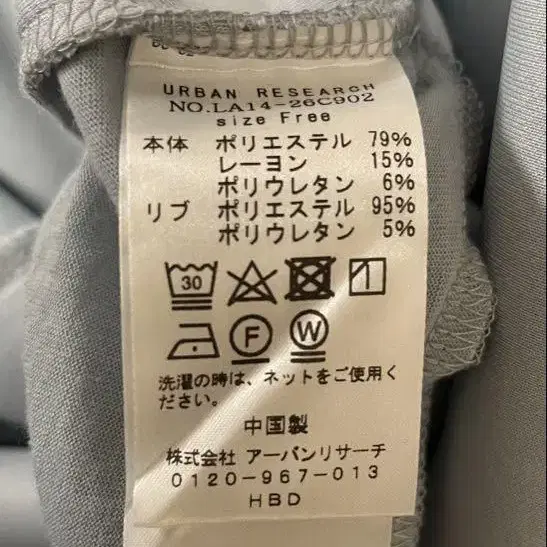 URBAN RESEARCH
NO.LA14-26C902
size Free
本体 ポリエステル 79%
レーヨン 15%
ポリウレタン 6%
リブ ポリエステル 95%
ポリウレタン 5%
30
F W
洗濯の時は、ネットをご使用く
ださい。
中国製
株式会社 アーバンリサーチ
0120-967-013
HBD